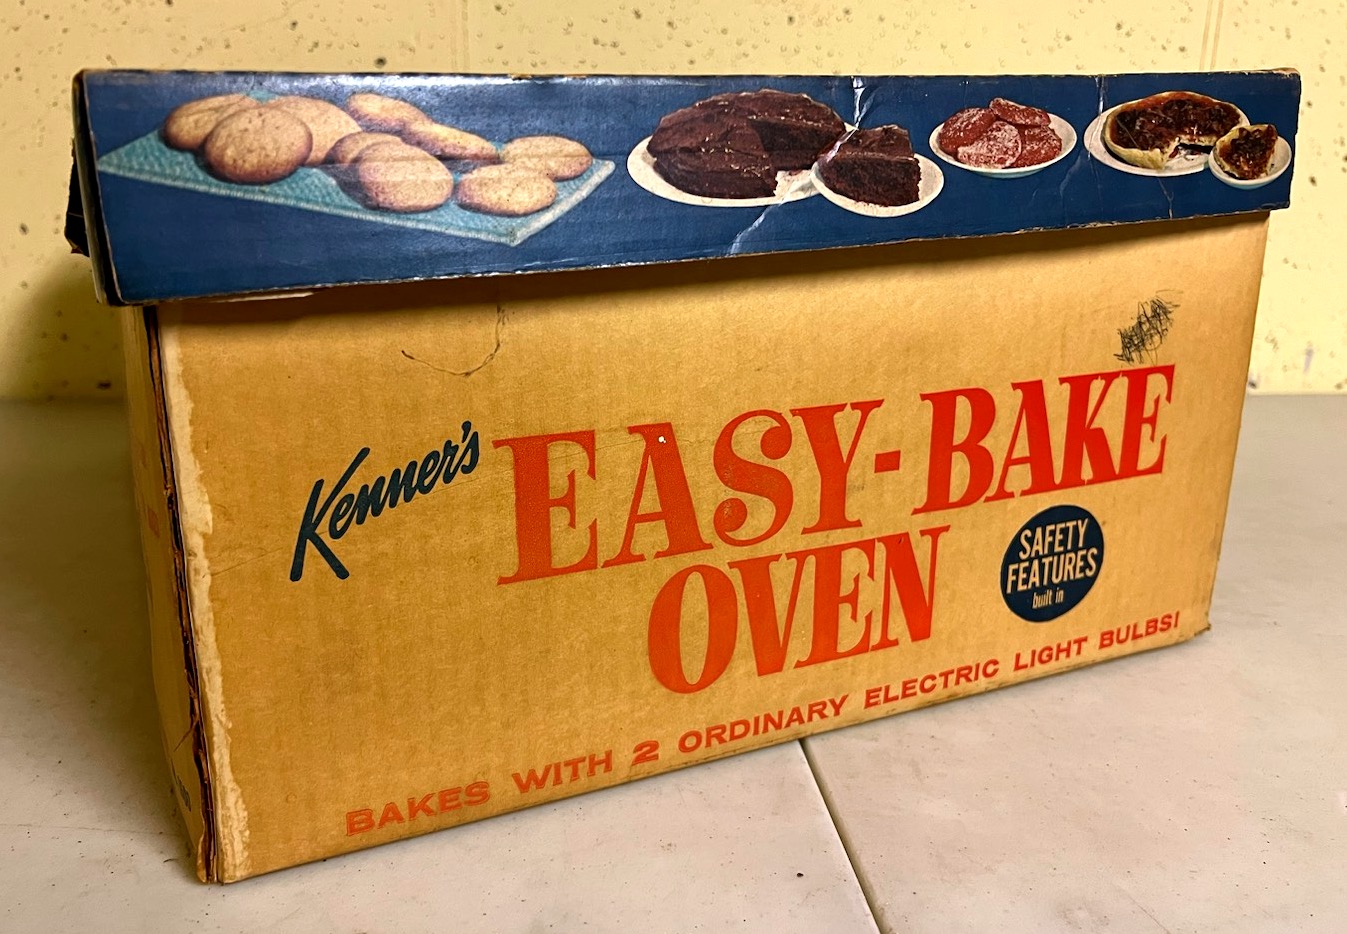 Kenner's
EASY-BAKE
OVEN
SAFETY
FEATURES
built in
BAKES WITH 2 ORDINARY ELECTRIC LIGHT BULBS!